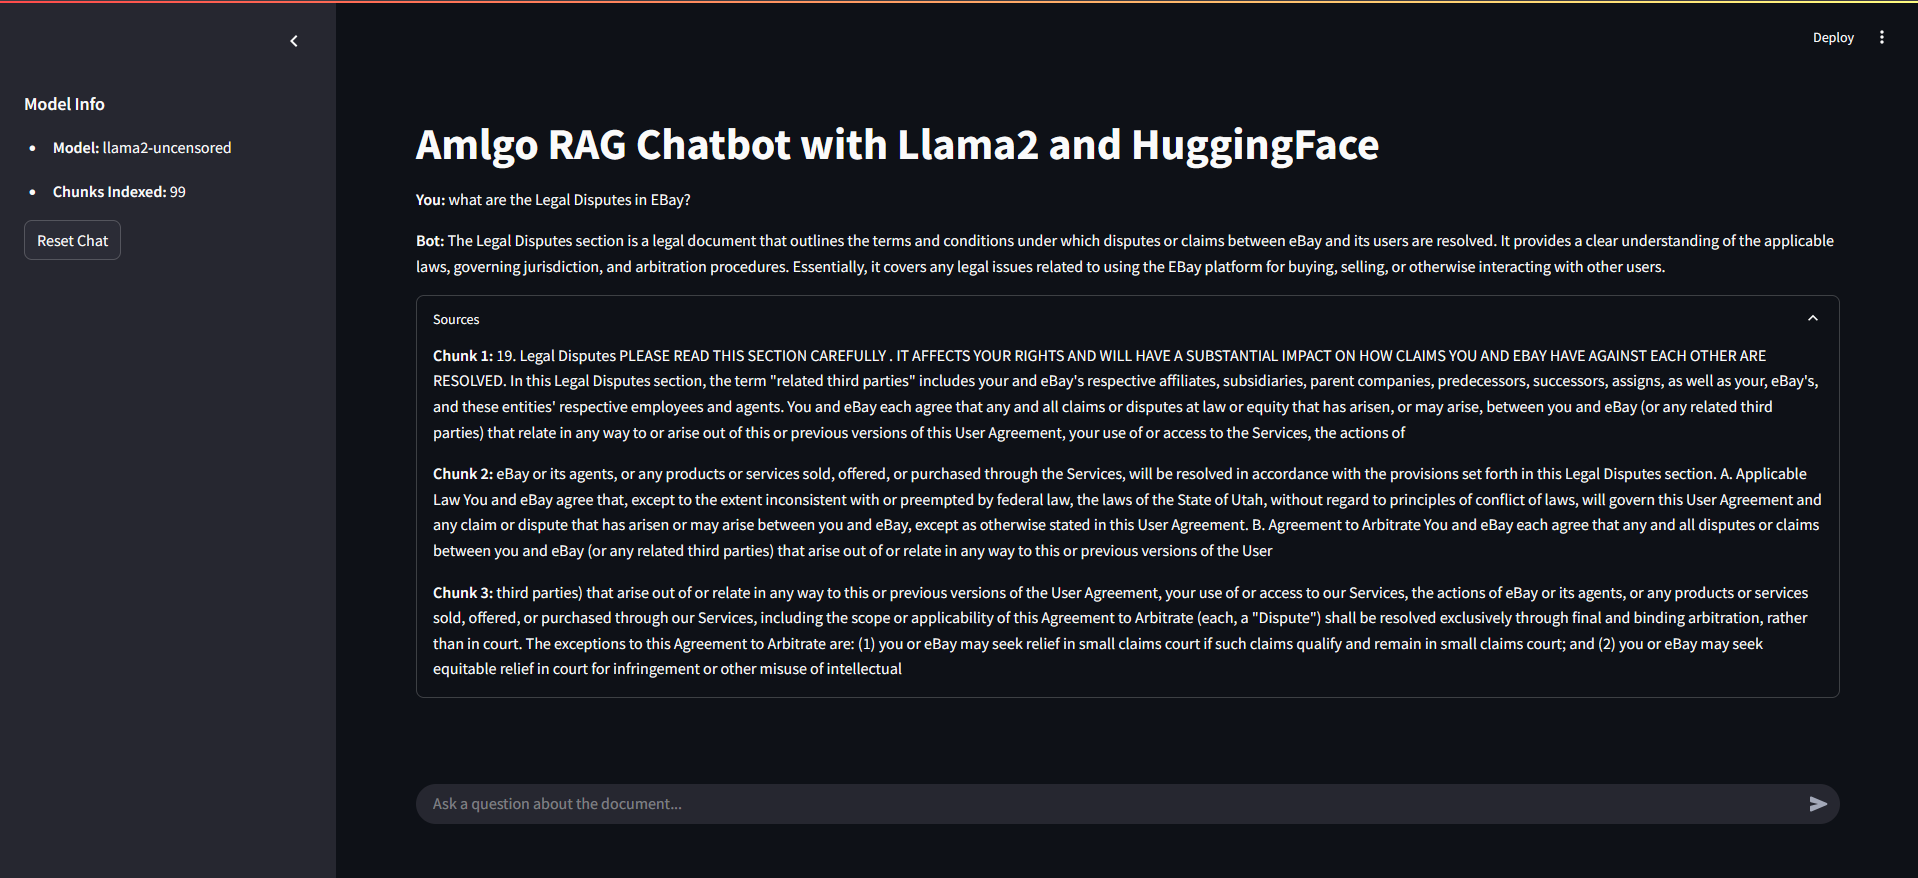 Deploy
Model Info
Model: llama2-uncensored
Chunks Indexed: 99
Reset Chat
Amlgo RAG Chatbot with Llama2 and HuggingFace
You: what are the Legal Disputes in EBay?
Bot: The Legal Disputes section is a legal document that outlines the terms and conditions under which disputes or claims between eBay and its users are resolved. It provides a clear understanding of the applicable
laws, governing jurisdiction, and arbitration procedures. Essentially, it covers any legal issues related to using the EBay platform for buying, selling, or otherwise interacting with other users.
Sources
Chunk 1: 19. Legal Disputes PLEASE READ THIS SECTION CAREFULLY . IT AFFECTS YOUR RIGHTS AND WILL HAVE A SUBSTANTIAL IMPACT ON HOW CLAIMS YOU AND EBAY HAVE AGAINST EACH OTHER ARE
RESOLVED. In this Legal Disputes section, the term "related third parties" includes your and eBay's respective affiliates, subsidiaries, parent companies, predecessors, successors, assigns, as well as your, eBay's,
and these entities' respective employees and agents. You and eBay each agree that any and all claims or disputes at law or equity that has arisen, or may arise, between you and eBay (or any related third
parties) that relate in any way to or arise out of this or previous versions of this User Agreement, your use of or access to the Services, the actions of
Chunk 2: eBay or its agents, or any products or services sold, offered, or purchased through the Services, will be resolved in accordance with the provisions set forth in this Legal Disputes section. A. Applicable
Law You and eBay agree that, except to the extent inconsistent with or preempted by federal law, the laws of the State of Utah, without regard to principles of conflict of laws, will govern this User Agreement and
any claim or dispute that has arisen or may arise between you and eBay, except as otherwise stated in this User Agreement. B. Agreement to Arbitrate You and eBay each agree that any and all disputes or claims
between you and eBay (or any related third parties) that arise out of or relate in any way to this or previous versions of the User
Chunk 3: third parties) that arise out of or relate in any way to this or previous versions of the User Agreement, your use of or access to our Services, the actions of eBay or its agents, or any products or services
sold, offered, or purchased through our Services, including the scope or applicability of this Agreement to Arbitrate (each, a "Dispute") shall be resolved exclusively through final and binding arbitration, rather
than in court. The exceptions to this Agreement to Arbitrate are: (1) you or eBay may seek relief in small claims court if such claims qualify and remain in small claims court; and (2) you or eBay may seek
equitable relief in court for infringement or other misuse of intellectual
Ask a question about the document...